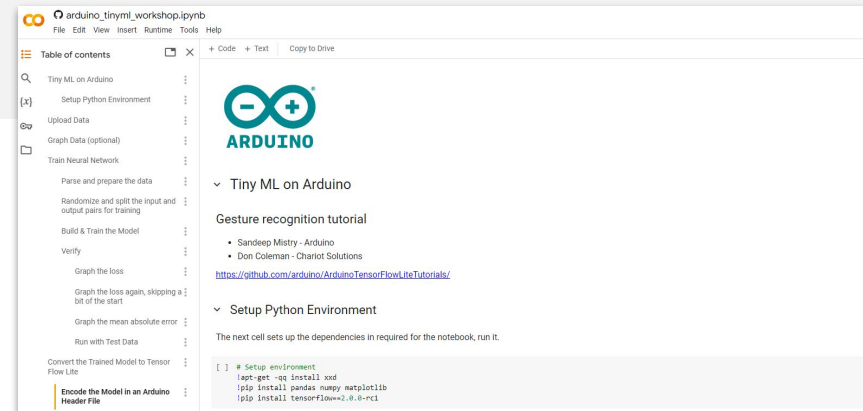 arduino_tinyml_workshop.ipynb
File Edit View Insert Runtime Tools Help
Table of contents
Tiny ML on Arduino
Setup Python Environment
Upload Data
Graph Data (optional)
Train Neural Network
Parse and prepare the data
Randomize and split the input and
output pairs for training
Build & Train the Model
Verify
Graph the loss
Graph the loss again, skipping a
bit of the start
Graph the mean absolute error
Run with Test Data
Convert the Trained Model to Tensor
Flow Lite
Encode the Model in an Arduino
Header File
+ Code + Text Copy to Drive
ARDUINO
Tiny ML on Arduino
Gesture recognition tutorial
• Sandeep Mistry - Arduino
• Don Coleman - Chariot Solutions
https://github.com/arduino/ArduinoTensorFlowLiteTutorials/
Setup Python Environment
The next cell sets up the dependencies in required for the notebook, run it.
[ ] # Setup environment
!apt-get -qq install xxd
!pip install pandas numpy matplotlib
!pip install tensorflow==2.0.0-rc1